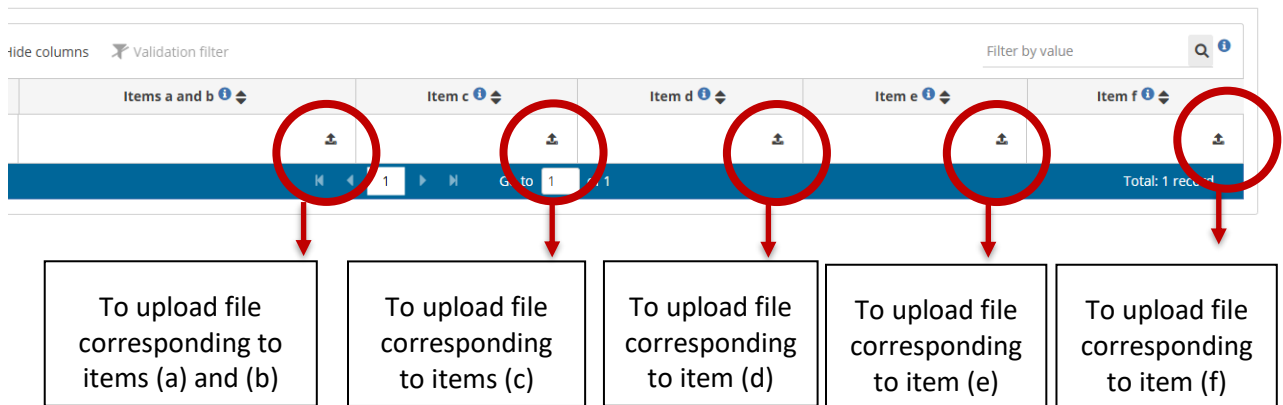 Hide columns Validation filter Filter by value
Items a and b Item c Item d Item e Item f
1 Go to 1 of 1 Total: 1 record
To upload file
corresponding to
items (a) and (b)
To upload file
corresponding
to items (c)
To upload file
corresponding
to item (d)
To upload file
corresponding
to item (e)
To upload file
corresponding
to item (f)